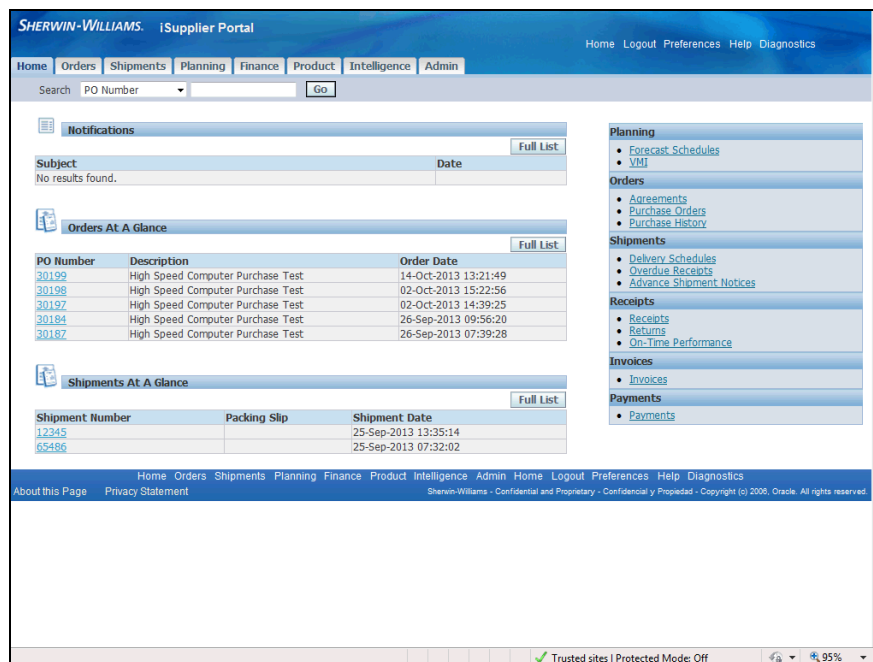 SHERWIN-WILLIAMS. iSupplier Portal
Home Logout Preferences Help Diagnostics
Home Orders Shipments Planning Finance Product Intelligence Admin
Search PO Number Go
Notifications
Full List
Subject Date
No results found.
Orders At A Glance
Full List
PO Number Description Order Date
30199 High Speed Computer Purchase Test 14-Oct-2013 13:21:49
30198 High Speed Computer Purchase Test 02-Oct-2013 15:22:56
30197 High Speed Computer Purchase Test 02-Oct-2013 14:39:25
30184 High Speed Computer Purchase Test 26-Sep-2013 09:56:20
30187 High Speed Computer Purchase Test 26-Sep-2013 07:39:28
Shipments At A Glance
Full List
Shipment Number Packing Slip Shipment Date
12345 25-Sep-2013 13:35:14
65486 25-Sep-2013 07:32:02
Planning
Forecast Schedules
VMI
Orders
Agreements
Purchase Orders
Purchase History
Shipments
Delivery Schedules
Overdue Receipts
Advance Shipment Notices
Receipts
Receipts
Returns
On-Time Performance
Invoices
Invoices
Payments
Payments
Home Orders Shipments Planning Finance Product Intelligence Admin Home Logout Preferences Help Diagnostics
About this Page Privacy Statement Sherwin-Williams - Confidential and Proprietary - Confidencial y Propiedad - Copyright (c) 2006, Oracle. All rights reserved.
Trusted sites | Protected Mode: Off 95%